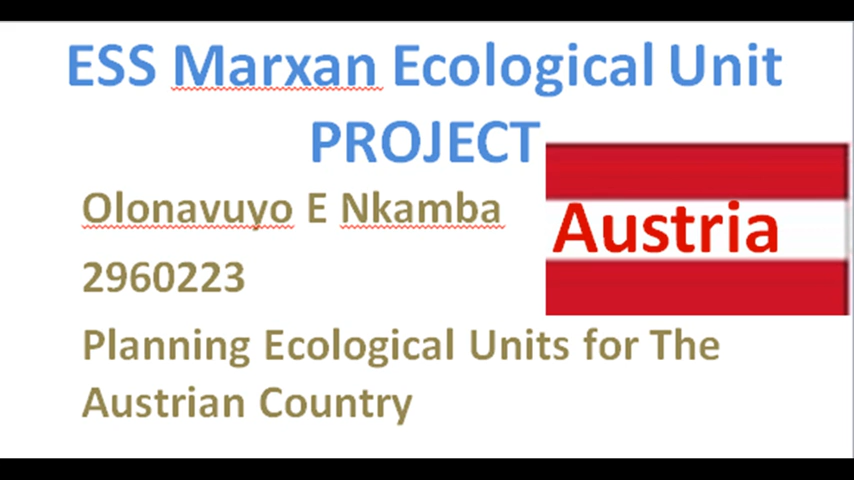 ESS Marxan Ecological Unit
PROJECT
Olonavuyo E Nkamba
Austria
2960223
Planning Ecological Units for The
Austrian Country